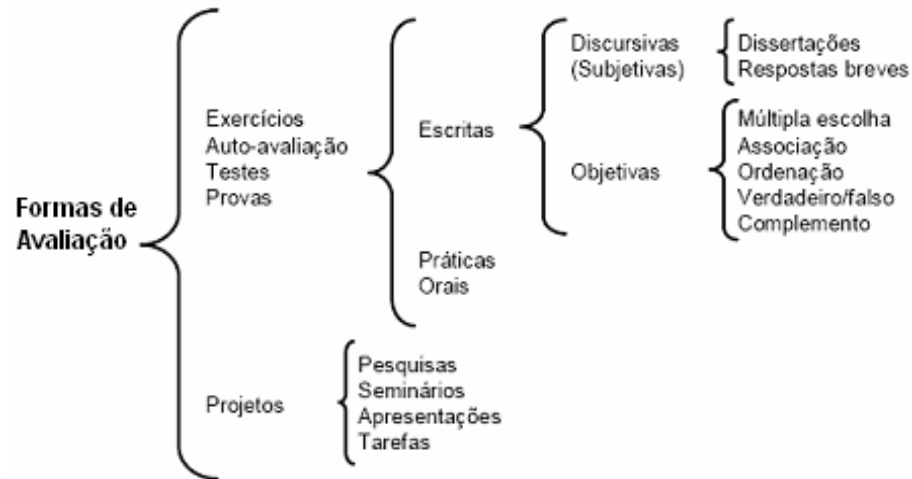 Formas de
Avaliação
Exercícios
Auto-avaliação
Testes
Provas
Escritas
Discursivas
(Subjetivas)
Dissertações
Respostas breves
Objetivas
Múltipla escolha
Associação
Ordenação
Verdadeiro/falso
Complemento
Práticas
Orais
Projetos
Pesquisas
Seminários
Apresentações
Tarefas